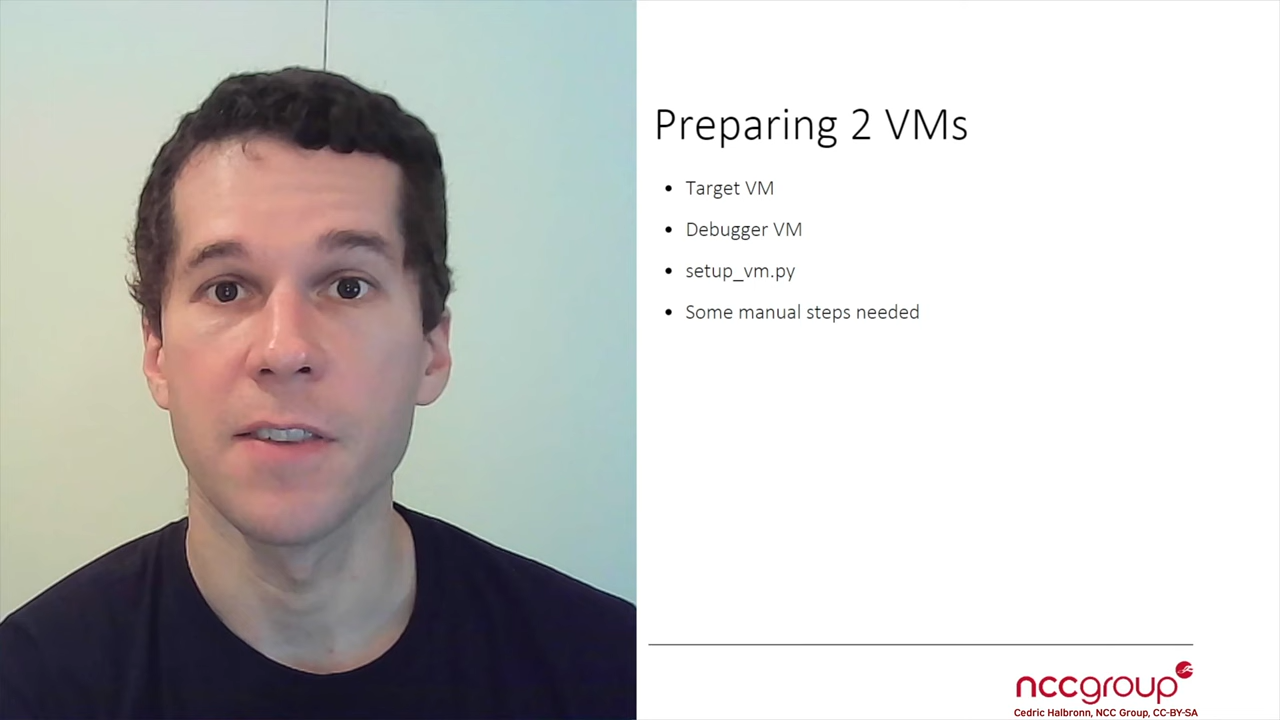 Preparing 2 VMs
• Target VM
• Debugger VM
• setup_vm.py
• Some manual steps needed
nccgroup
Cedric Halbronn, NCC Group, CC-BY-SA